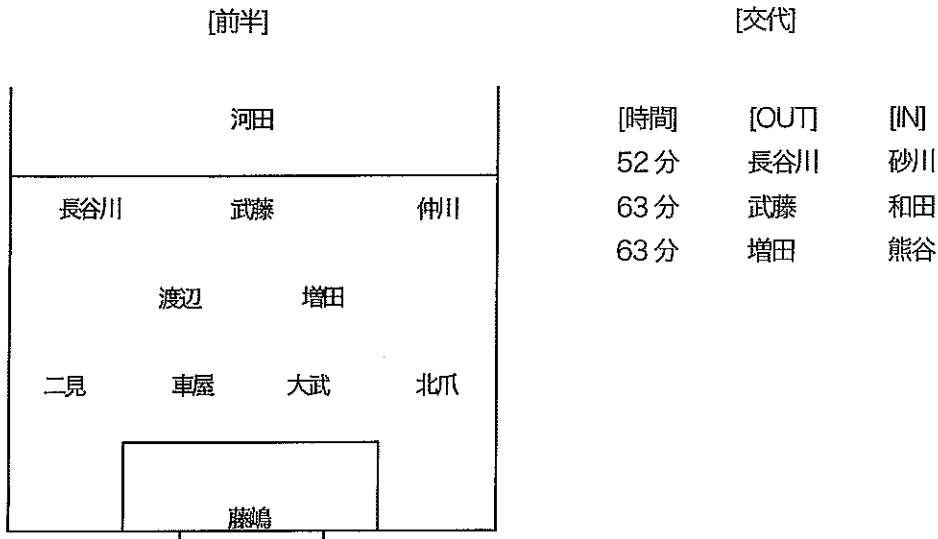 [前半]
河田
長谷川 武藤 仲川
渡辺 増田
二見 車屋 大武 北爪
藤嶋
[交代]
[時間] [OUT] [IN]
52分 長谷川 砂川
63分 武藤 和田
63分 増田 熊谷